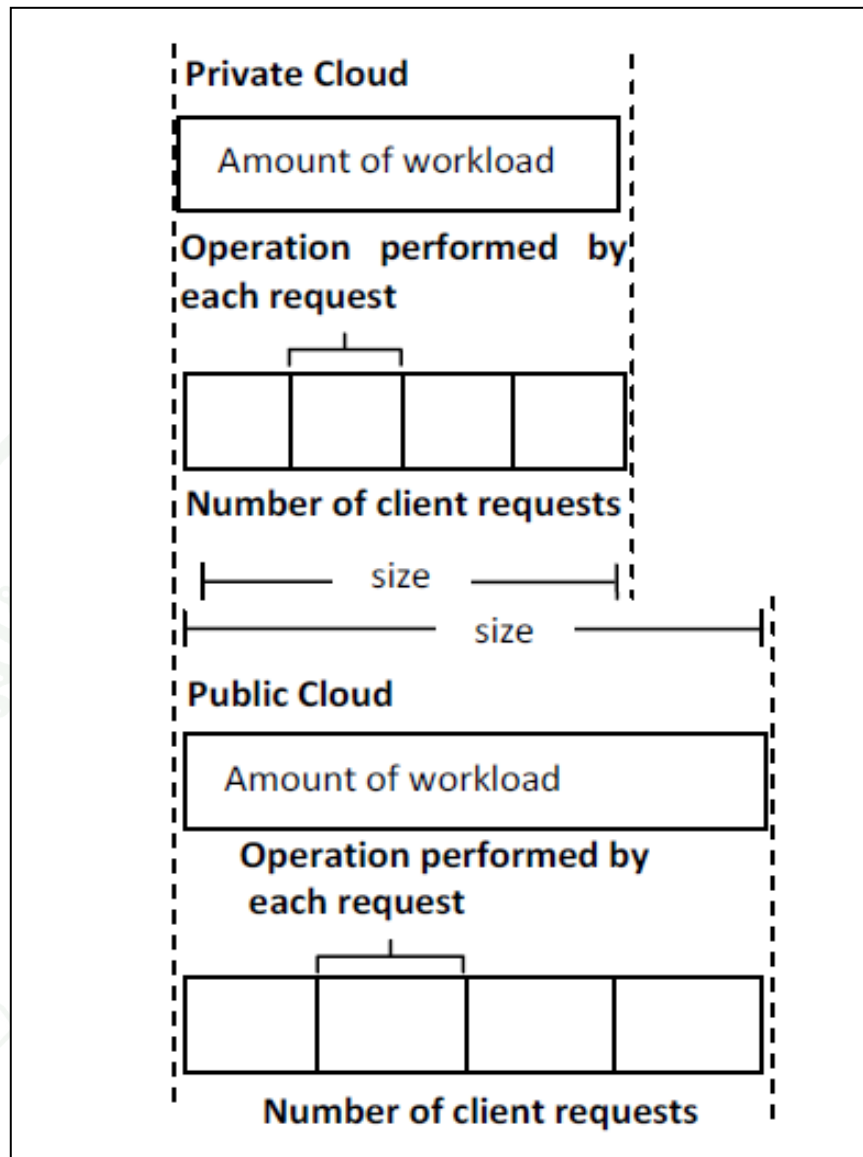 Private Cloud
Amount of workload
Operation performed by
each request
Number of client requests
size
size
Public Cloud
Amount of workload
Operation performed by
each request
Number of client requests